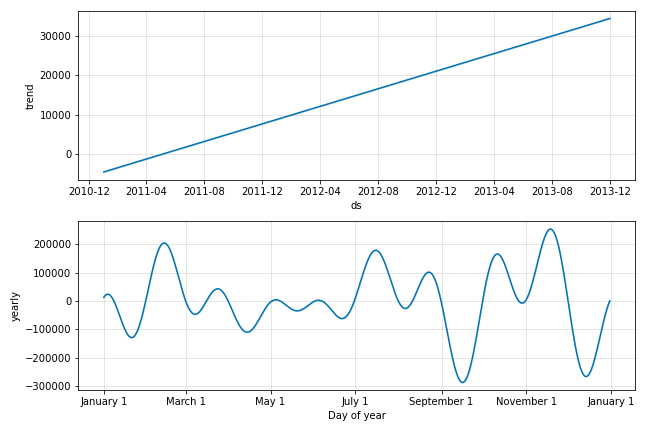 trend
30000
20000
10000
0
2010-12 2011-04 2011-08 2011-12 2012-04 2012-08 2012-12 2013-04 2013-08 2013-12
ds
yearly
200000
100000
0
−100000
−200000
−300000
January 1 March 1 May 1 July 1 September 1 November 1 January 1
Day of year